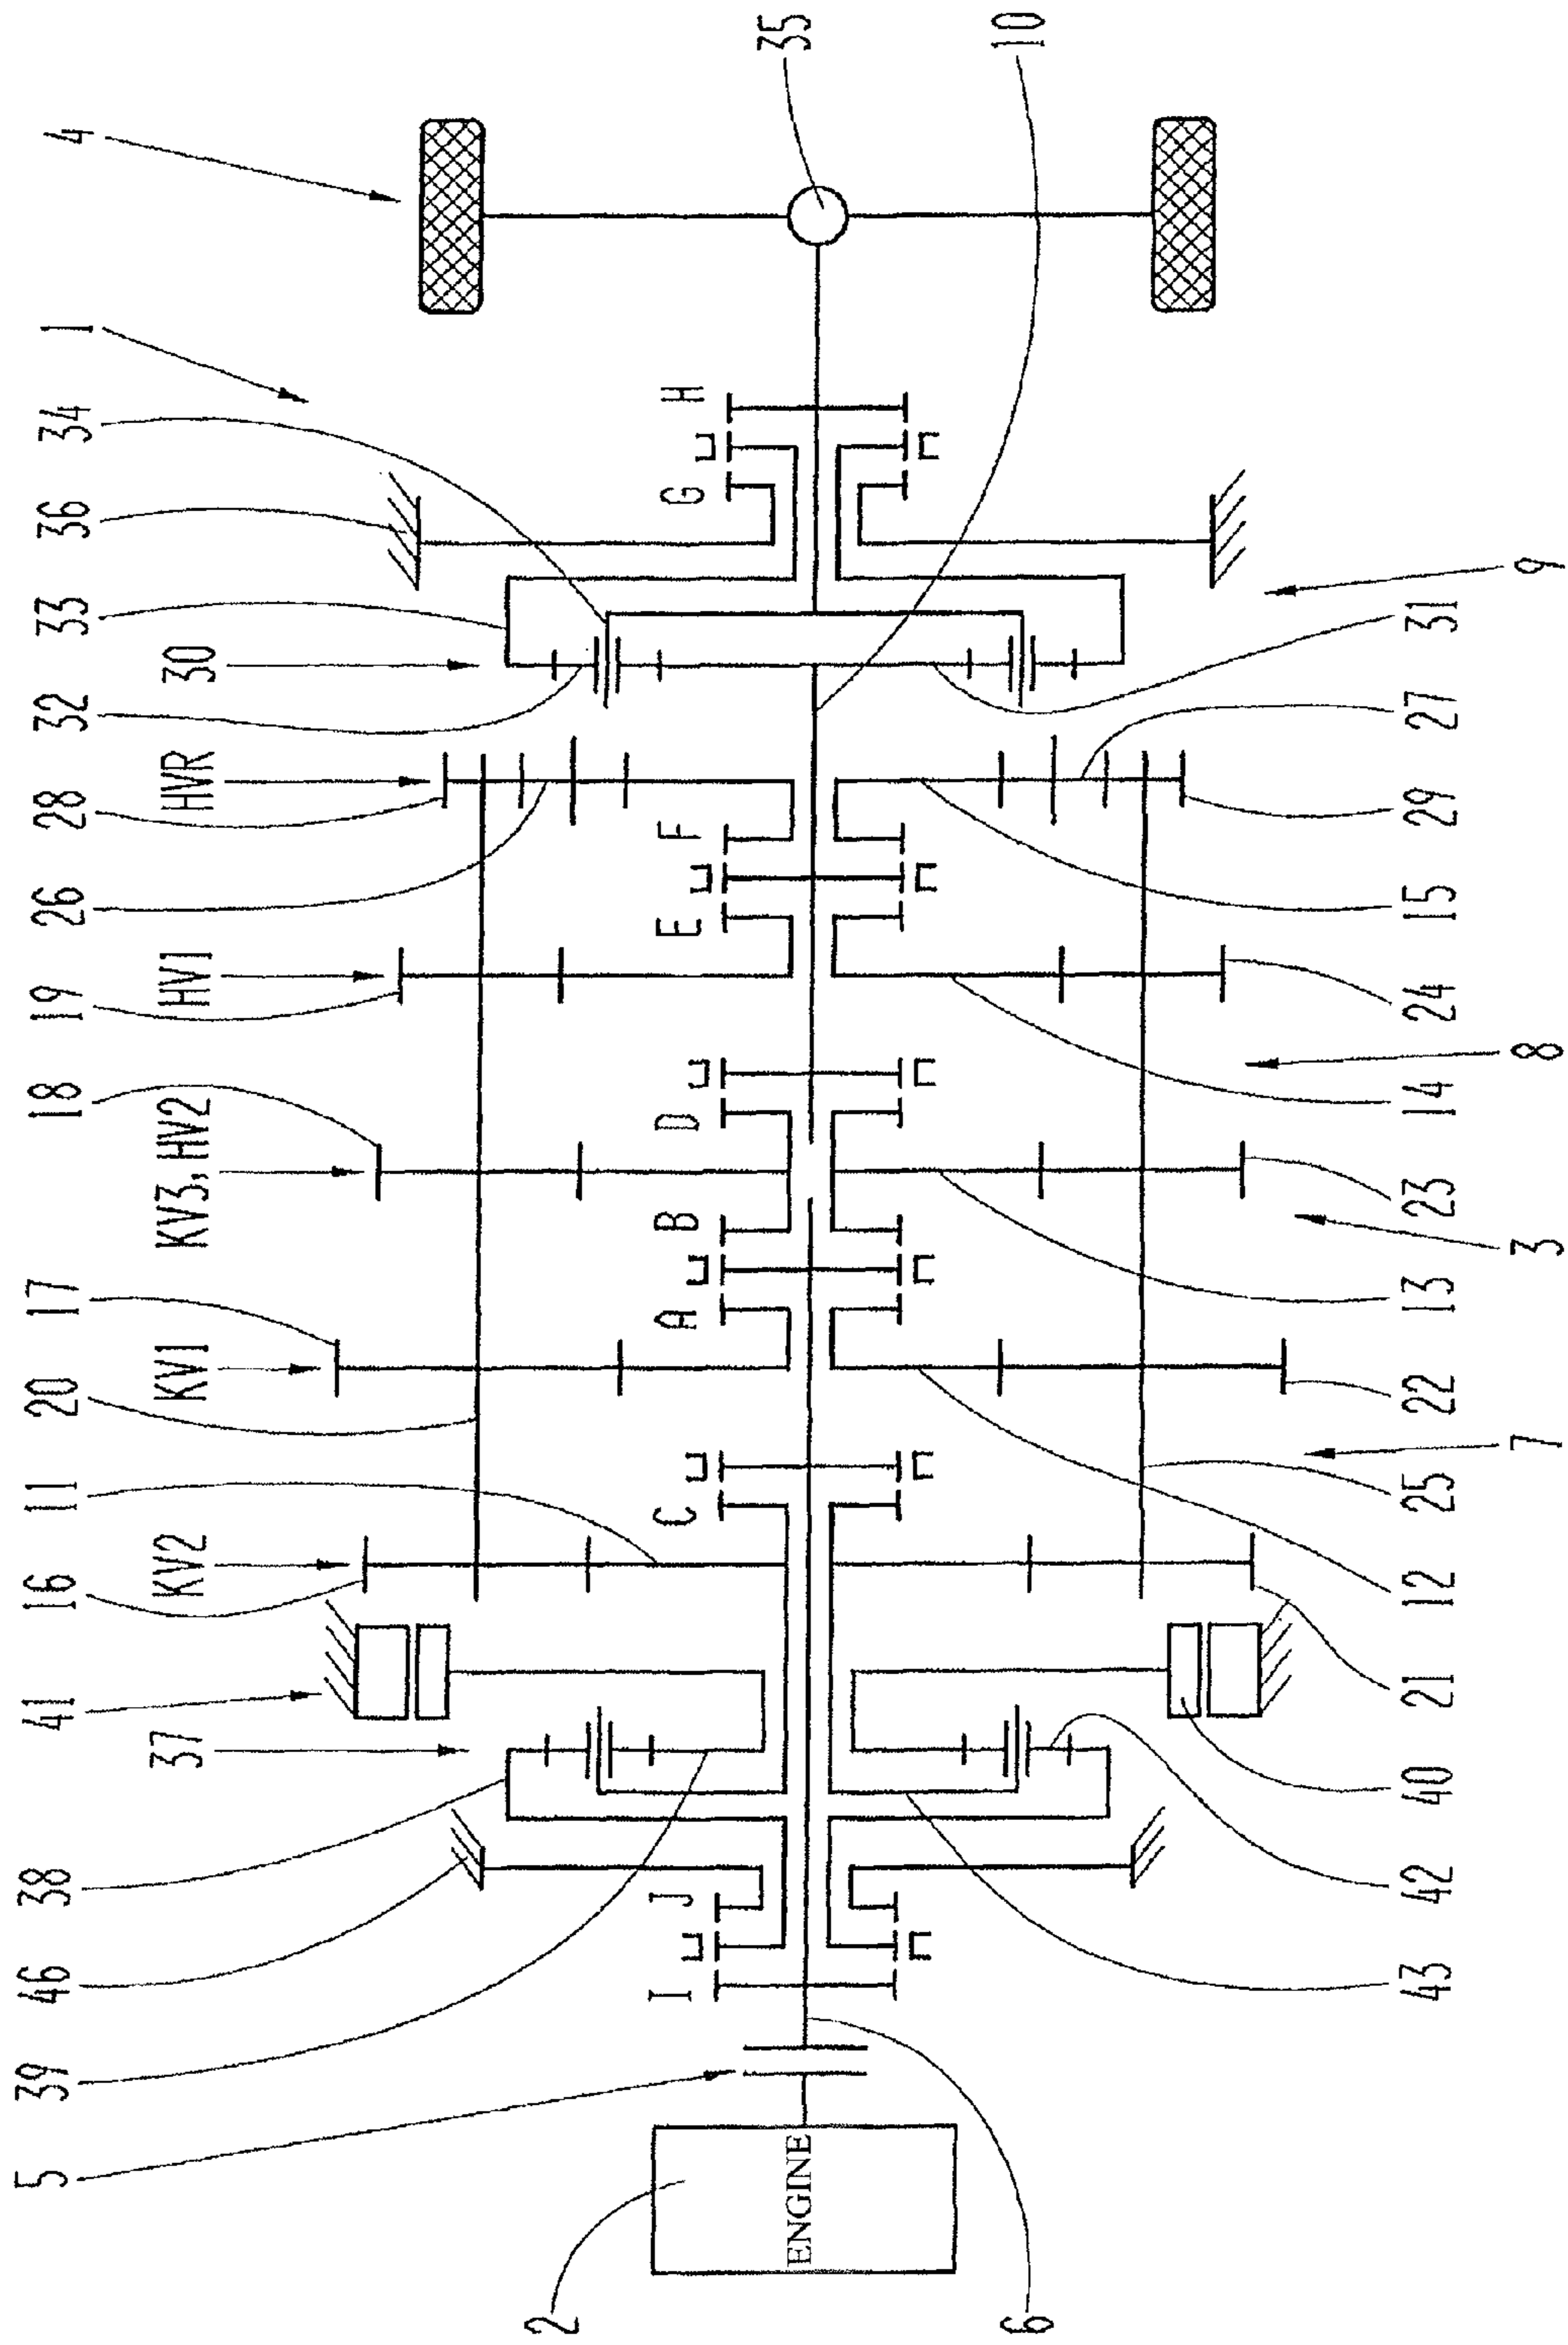 5 39 46 38 41 16 11 20 17 18 19 26 28 32 33 36 34 1 4
37 KV2 KV1 KV3, HV2 HV1 HVR 30
2
I J C A B D E F G H
35
ENGINE
6 10
43 42 40 21 12 25 22 13 23 14 24 15 29 27 31
7 3 8 9